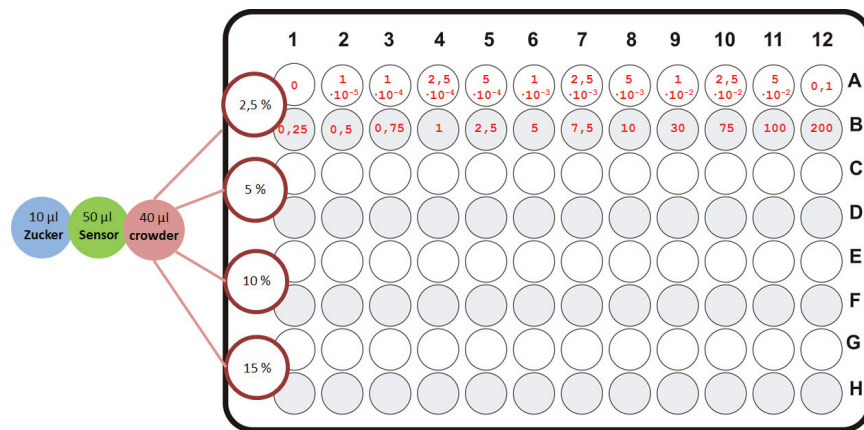 1 2 3 4 5 6 7 8 9 10 11 12
0 1 ·10⁻⁵ 1 ·10⁻⁴ 2,5 ·10⁻⁴ 5 ·10⁻⁴ 1 ·10⁻³ 2,5 ·10⁻³ 5 ·10⁻³ 1 ·10⁻² 2,5 ·10⁻² 5 ·10⁻² 0,1 A
2,5 %
0,25 0,5 0,75 1 2,5 5 7,5 10 30 75 100 200 B
C
5 %
D
10 µl Zucker
50 µl Sensor
40 µl crowder
E
10 %
F
G
15 %
H